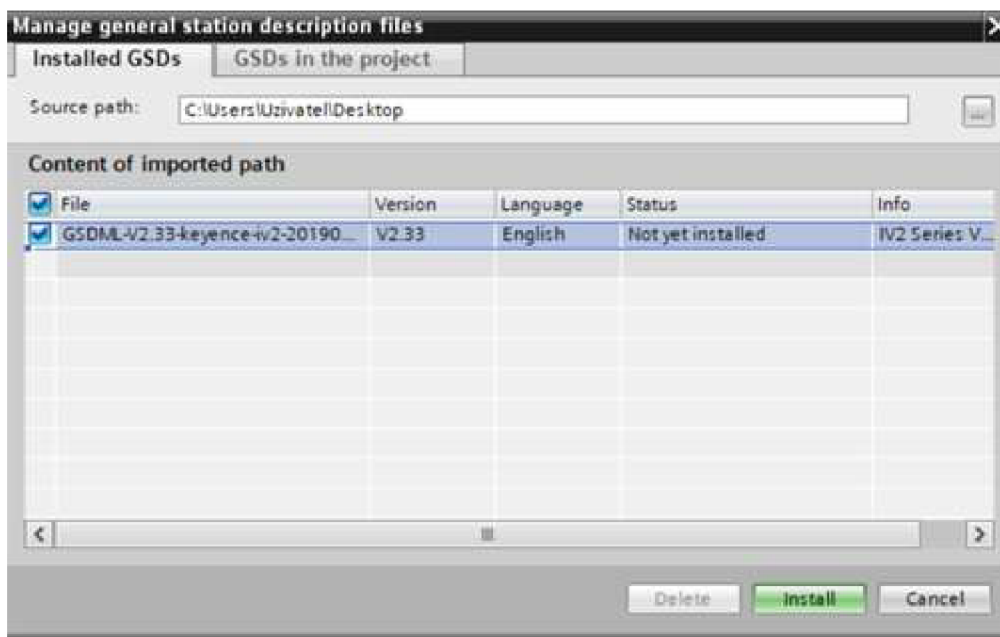 Manage general station description files
Installed GSDs GSDs in the project
Source path: C:\Users\Uzivatel\Desktop
...
Content of imported path
File Version Language Status Info
GSDML-V2.33-keyence-iv2-20190... V2.33 English Not yet installed IV2 Series V...
Delete Install Cancel